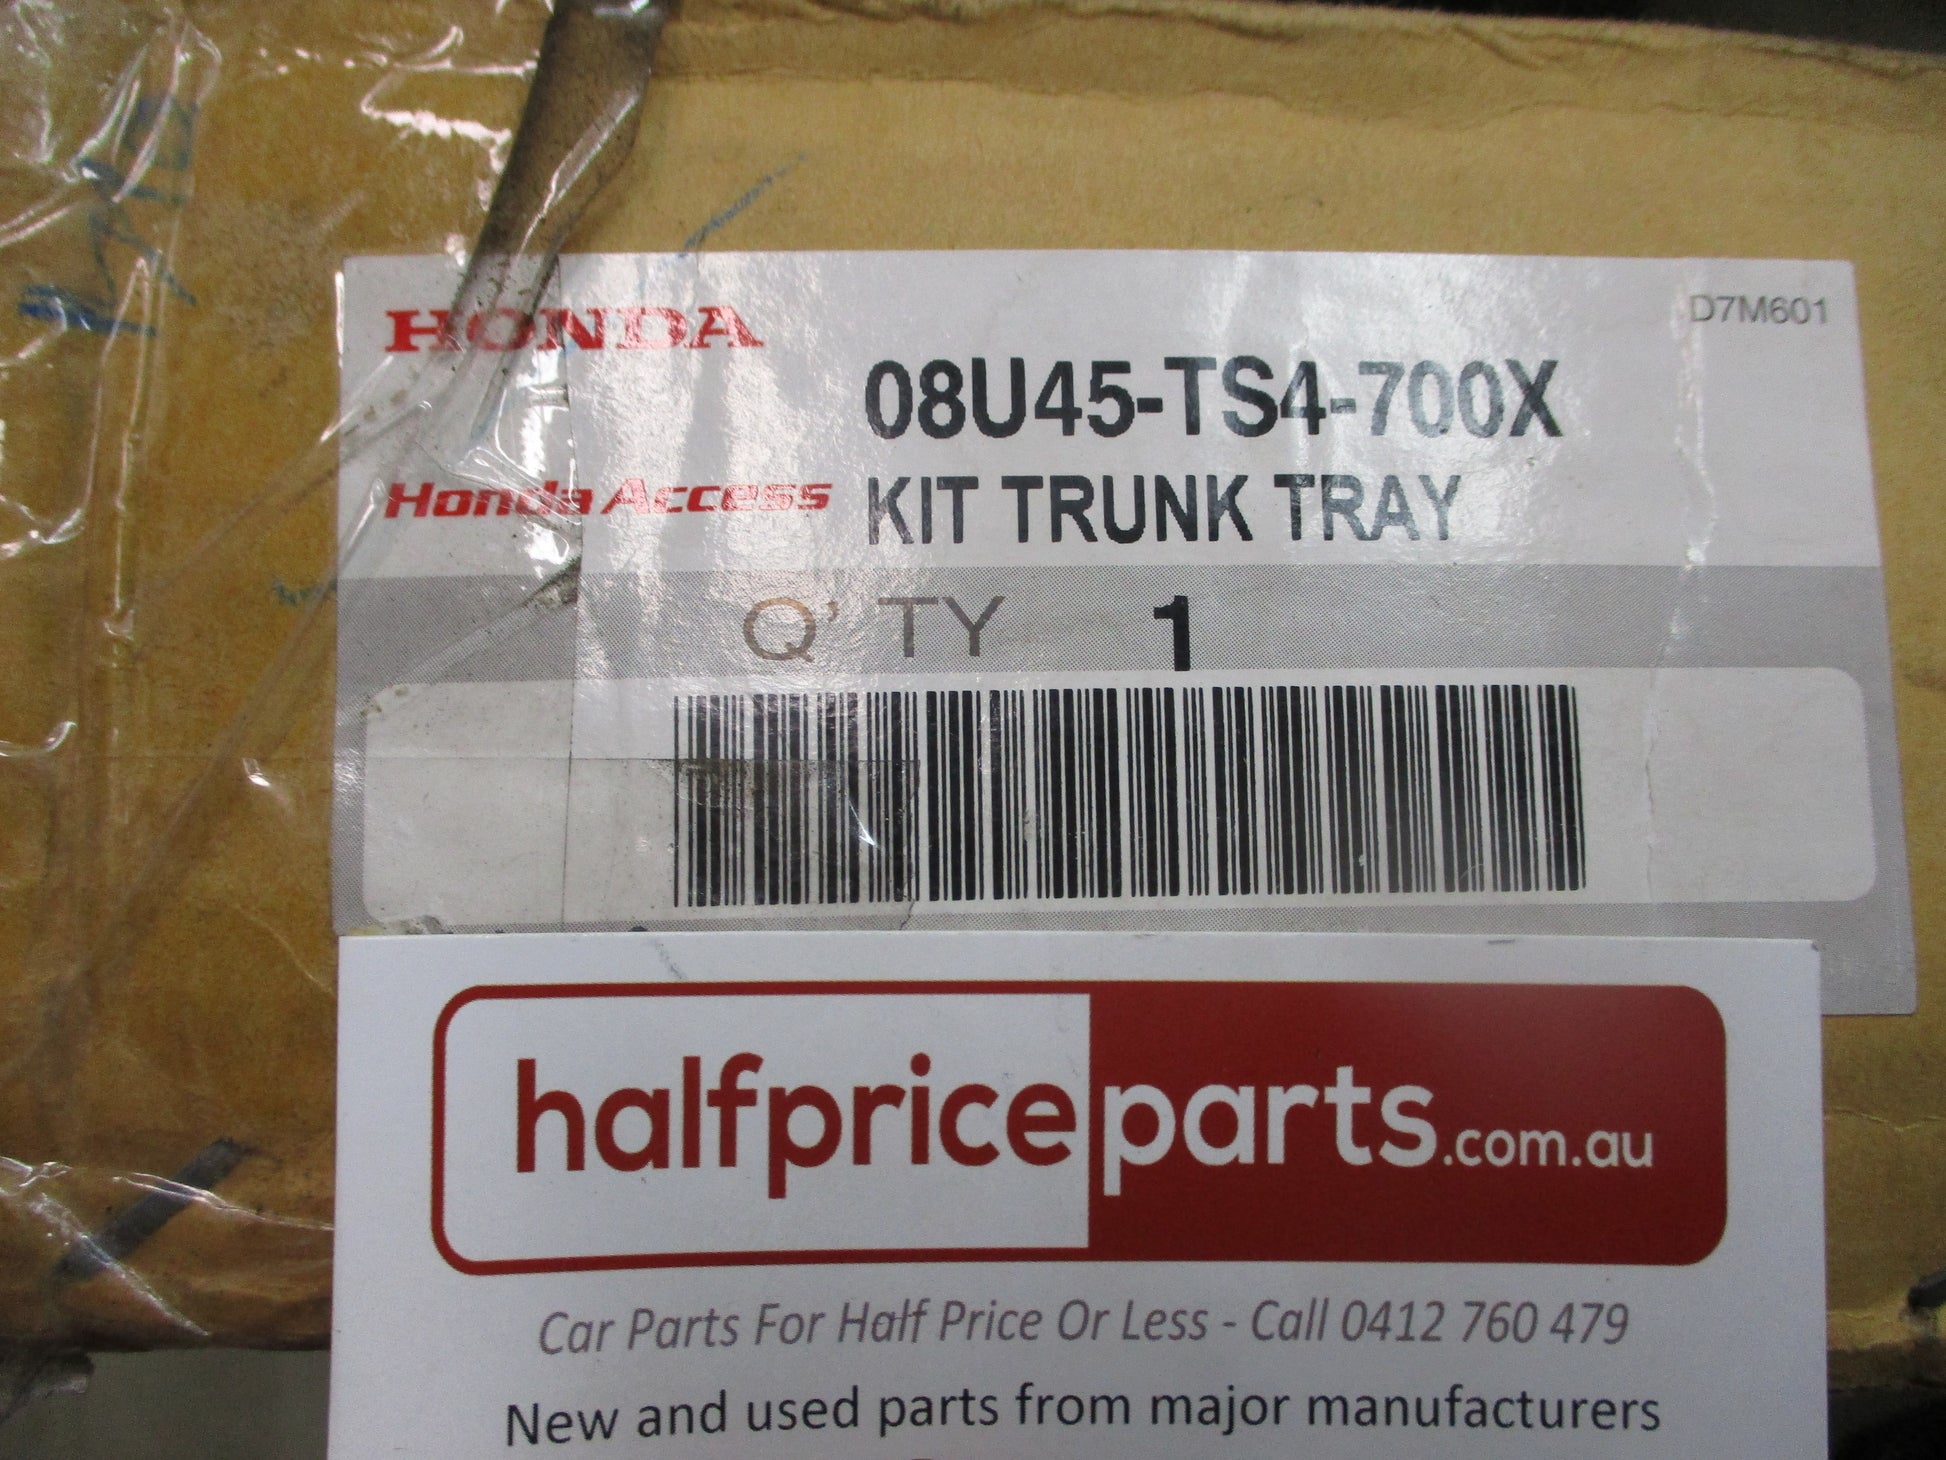 HONDA
D7M601
08U45-TS4-700X
Honda Access
KIT TRUNK TRAY
Q'TY 1
halfpriceparts.com.au
Car Parts For Half Price Or Less - Call 0412 760 479
New and used parts from major manufacturers